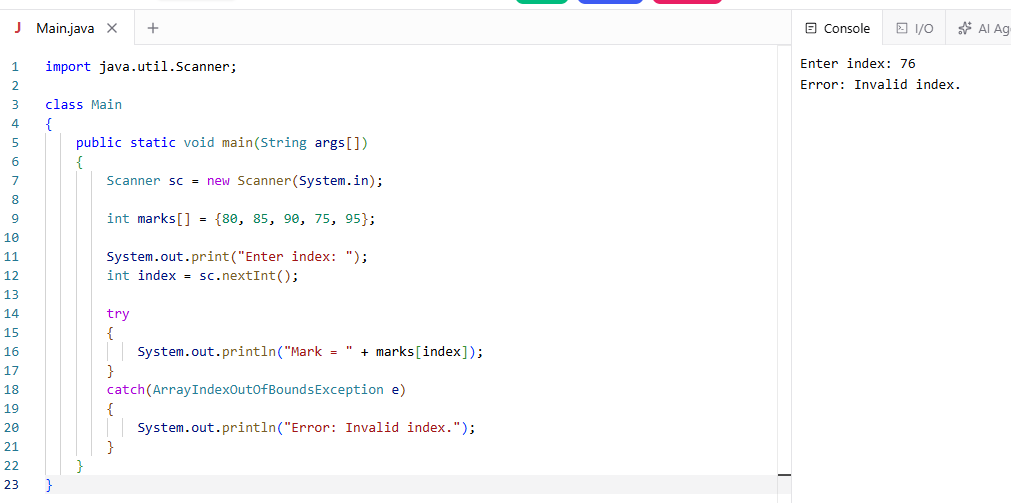 J Main.java × +
1 import java.util.Scanner;
2
3 class Main
4 {
5 public static void main(String args[])
6 {
7 Scanner sc = new Scanner(System.in);
8
9 int marks[] = {80, 85, 90, 75, 95};
10
11 System.out.print("Enter index: ");
12 int index = sc.nextInt();
13
14 try
15 {
16 System.out.println("Mark = " + marks[index]);
17 }
18 catch(ArrayIndexOutOfBoundsException e)
19 {
20 System.out.println("Error: Invalid index.");
21 }
22 }
23 }
Console I/O AI Ag
Enter index: 76
Error: Invalid index.